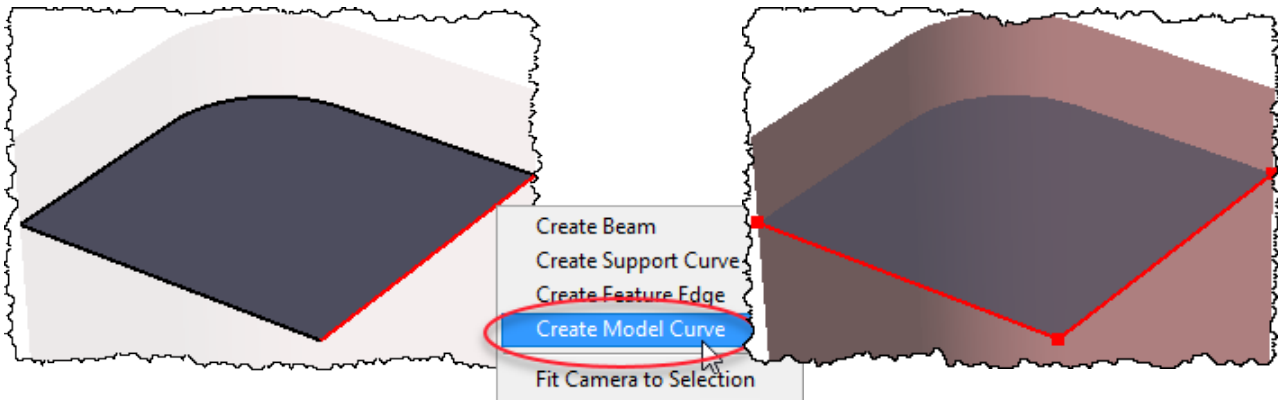 Create Beam
Create Support Curve
Create Feature Edge
Create Model Curve
Fit Camera to Selection